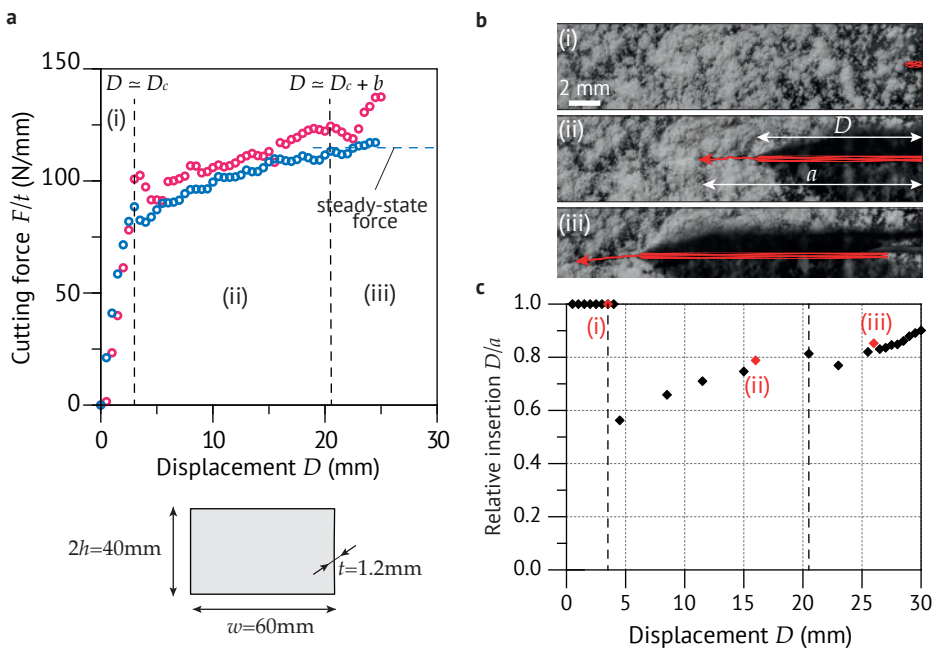 a
Cutting force F/t (N/mm)
150
100
50
0
D ≃ Dc
D ≃ Dc + b
(i)
steady-state
force
(ii)
(iii)
0
10
20
30
Displacement D (mm)
2h=40mm
t=1.2mm
w=60mm
b
(i)
2 mm
(ii)
D
a
(iii)
c
Relative insertion D/a
1.0
0.8
0.6
0.4
0.2
0.0
(i)
(ii)
(iii)
0
5
10
15
20
25
30
Displacement D (mm)